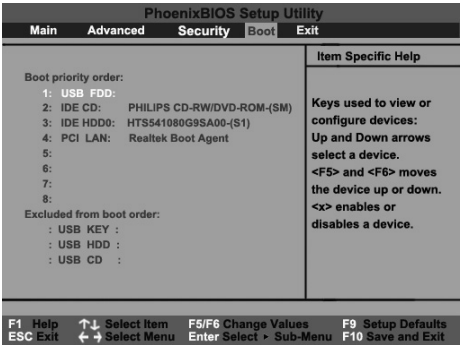 PhoenixBIOS Setup Utility
Main Advanced Security Boot Exit
Item Specific Help
Boot priority order:
1: USB FDD:
2: IDE CD: PHILIPS CD-RW/DVD-ROM-(SM)
3: IDE HDD0: HTS541080G9SA00-(S1)
4: PCI LAN: Realtek Boot Agent
5:
6:
7:
8:
Excluded from boot order:
: USB KEY :
: USB HDD :
: USB CD :
Keys used to view or
configure devices:
Up and Down arrows
select a device.
<F5> and <F6> moves
the device up or down.
<x> enables or
disables a device.
F1 Help ↑↓ Select Item F5/F6 Change Values F9 Setup Defaults
ESC Exit ←→ Select Menu Enter Select ▸ Sub-Menu F10 Save and Exit